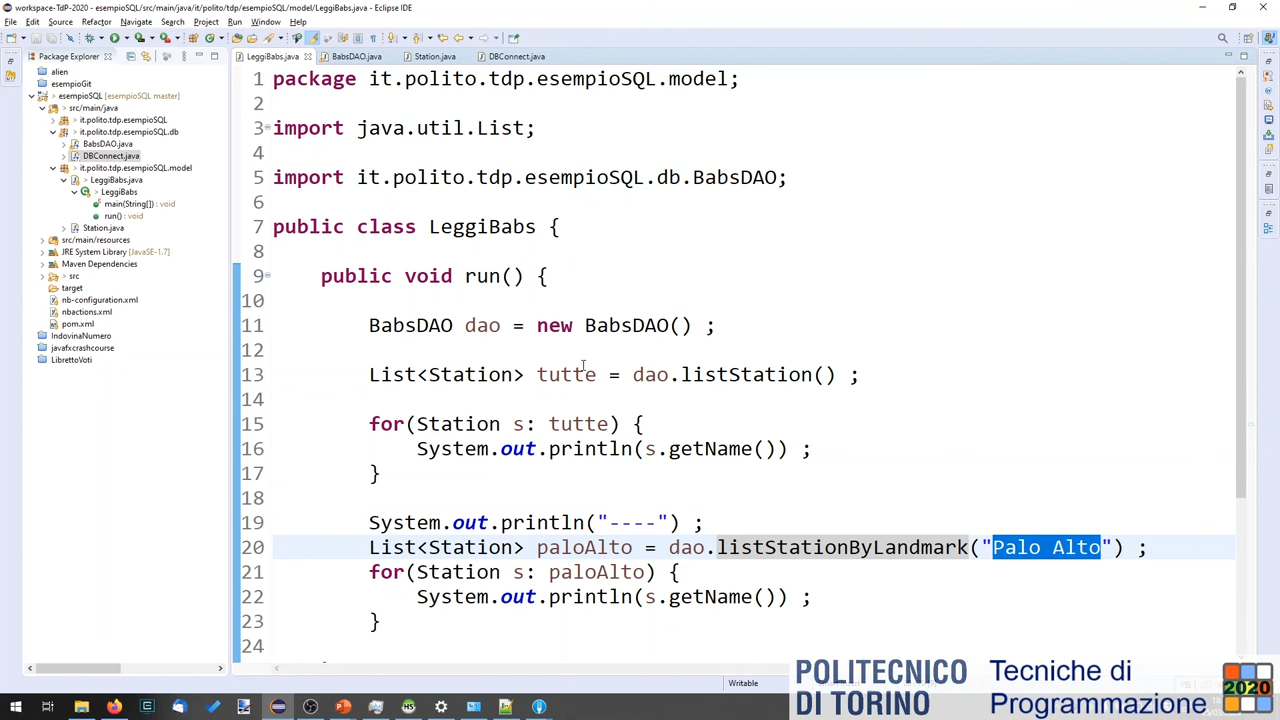 workspace-TdP-2020 - esempioSQL/src/main/java/it/polito/tdp/esempioSQL/model/LeggiBabs.java - Eclipse IDE
File Edit Source Refactor Navigate Search Project Run Window Help
Package Explorer
LeggiBabs.java BabsDAO.java Station.java DBConnect.java
alien
esempioGit
esempioSQL [esempioSQL master]
src/main/java
it.polito.tdp.esempioSQL
it.polito.tdp.esempioSQL.db
BabsDAO.java
DBConnect.java
it.polito.tdp.esempioSQL.model
LeggiBabs.java
LeggiBabs
main(String[]) : void
run() : void
Station.java
src/main/resources
JRE System Library [JavaSE-1.7]
Maven Dependencies
src
target
nb-configuration.xml
nbactions.xml
pom.xml
IndovinaNumero
javafxcrashcourse
LibrettoVoti
1 package it.polito.tdp.esempioSQL.model;
2
3 import java.util.List;
4
5 import it.polito.tdp.esempioSQL.db.BabsDAO;
6
7 public class LeggiBabs {
8
9 public void run() {
10
11 BabsDAO dao = new BabsDAO() ;
12
13 List<Station> tutte = dao.listStation() ;
14
15 for(Station s: tutte) {
16 System.out.println(s.getName()) ;
17 }
18
19 System.out.println("----") ;
20 List<Station> paloAlto = dao.listStationByLandmark("Palo Alto") ;
21 for(Station s: paloAlto) {
22 System.out.println(s.getName()) ;
23 }
24
Writable
POLITECNICO
DI TORINO
Tecniche di
Programmazione
2020